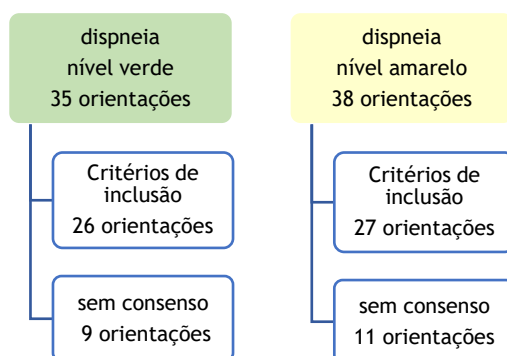 dispneia
nível verde
35 orientações
Critérios de
inclusão
26 orientações
sem consenso
9 orientações
dispneia
nível amarelo
38 orientações
Critérios de
inclusão
27 orientações
sem consenso
11 orientações